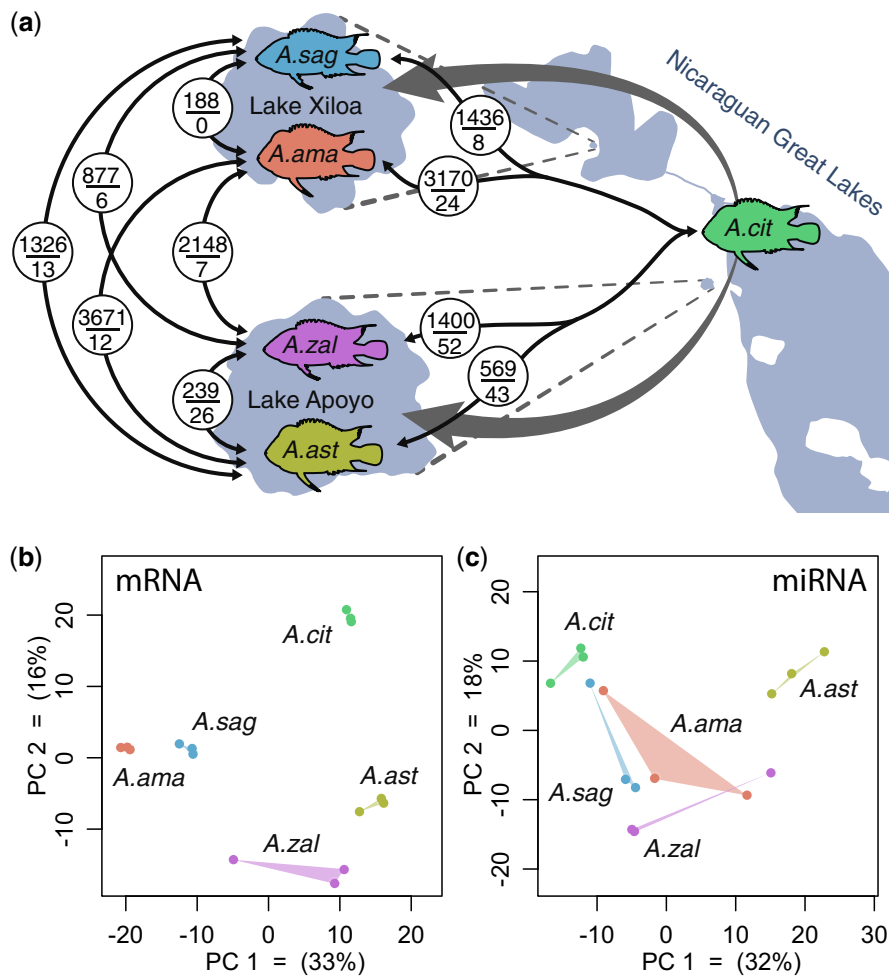 (a)
A.sag
Lake Xiloa
A.ama
188
0
877
6
1326
13
3671
12
2148
7
239
26
1436
8
3170
24
1400
52
569
43
A.zal
Lake Apoyo
A.ast
A.cit
Nicaraguan Great Lakes
(b)
mRNA
A.cit
A.sag
A.ama
A.ast
A.zal
PC 2 = (16%)
20
10
0
-10
-20
-10
0
10
20
PC 1 = (33%)
(c)
miRNA
A.cit
A.ast
A.ama
A.sag
A.zal
PC 2 = 18%
20
10
0
-10
-20
-10
0
10
20
30
PC 1 = (32%)